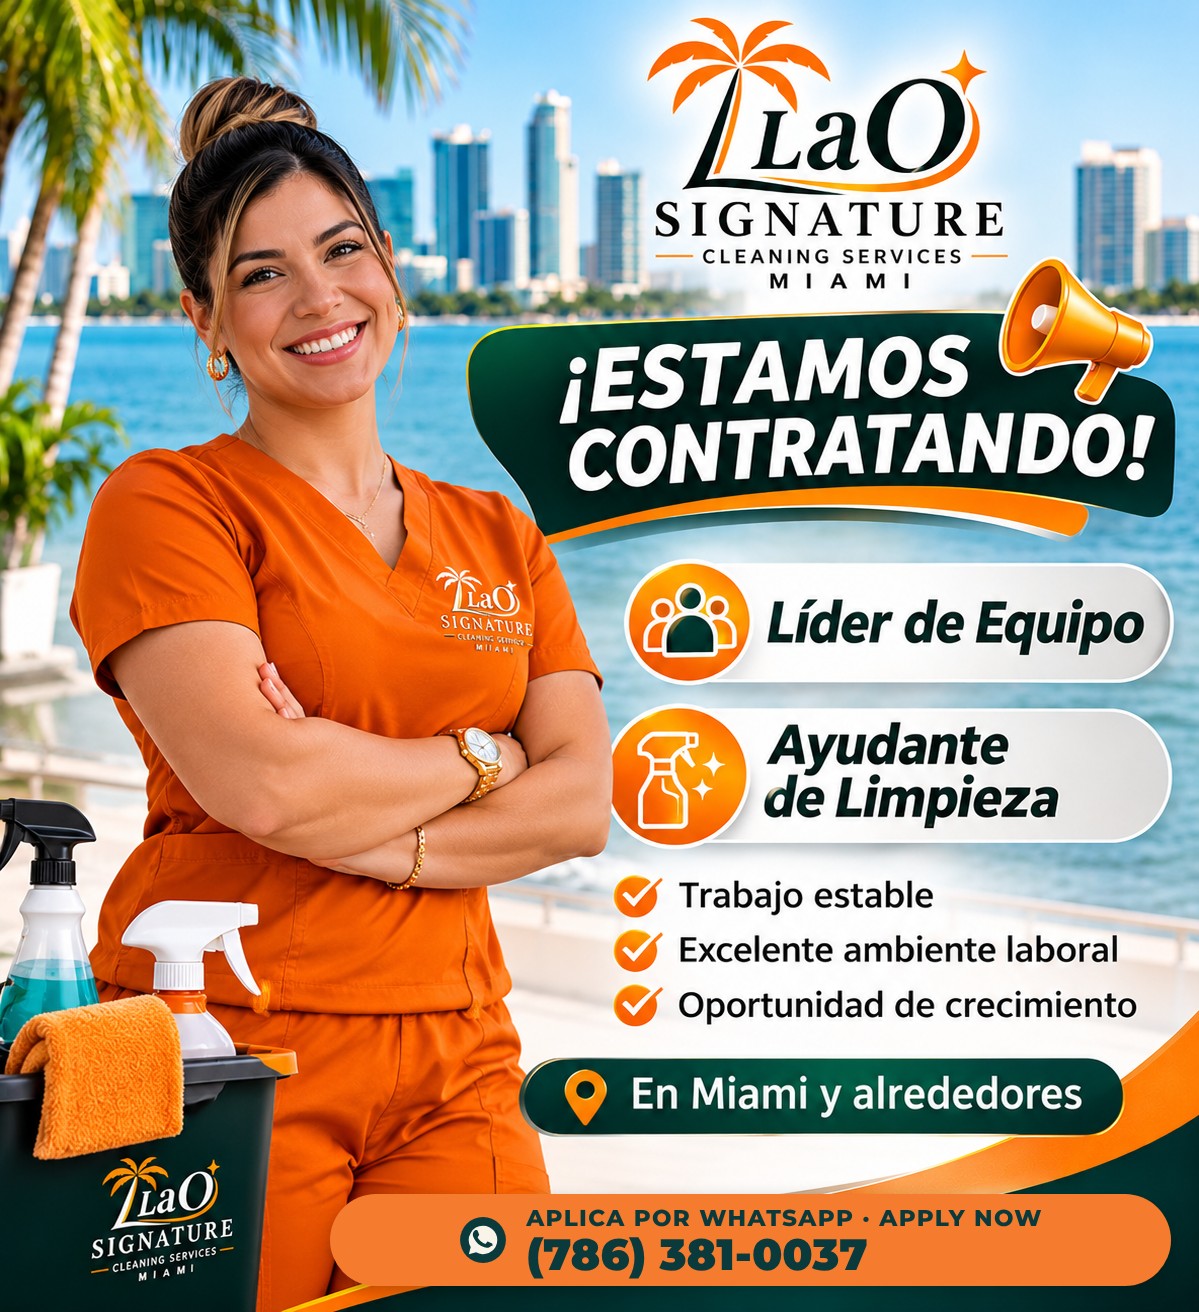 LaO
SIGNATURE
CLEANING SERVICES
MIAMI
¡ESTAMOS
CONTRATANDO!
LaO
SIGNATURE
CLEANING SERVICES
MIAMI
Líder de Equipo
Ayudante
de Limpieza
Trabajo estable
Excelente ambiente laboral
Oportunidad de crecimiento
En Miami y alrededores
LaO
SIGNATURE
CLEANING SERVICES
MIAMI
APLICA POR WHATSAPP · APPLY NOW
(786) 381-0037